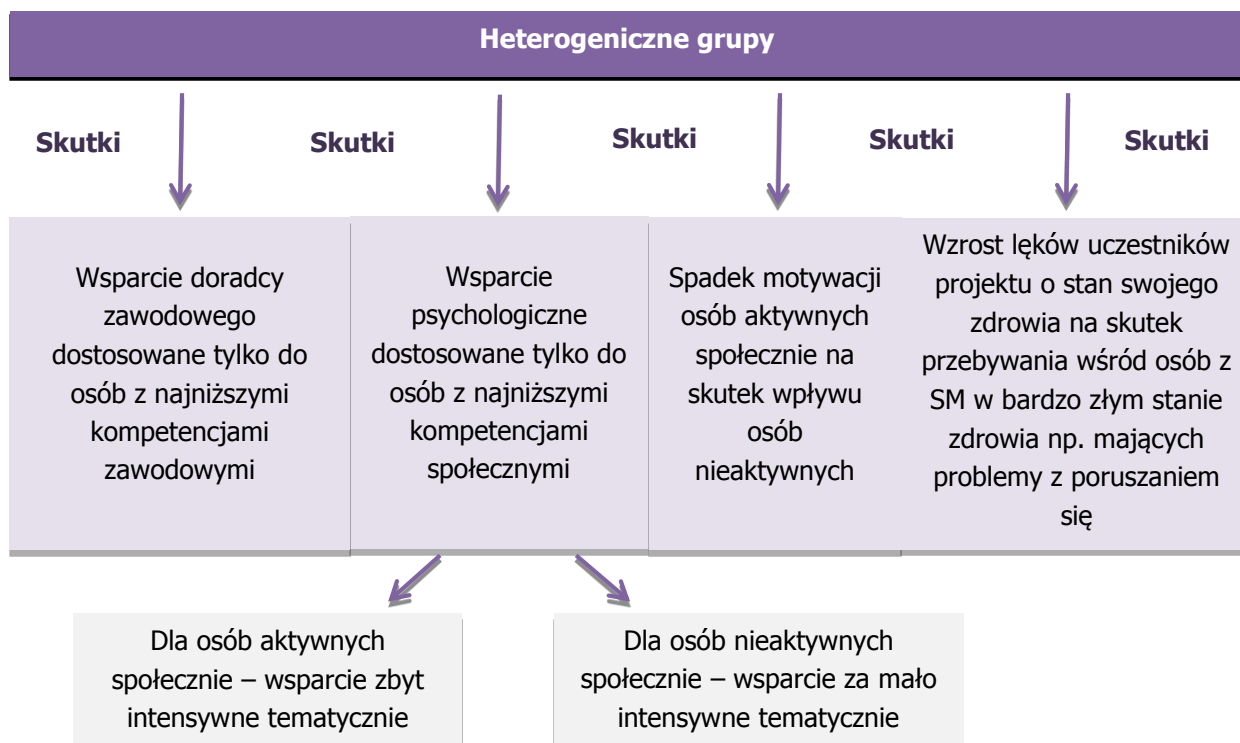 Heterogeniczne grupy
Skutki
Skutki
Skutki
Skutki
Skutki
Wsparcie doradcy
zawodowego
dostosowane tylko do
osób z najniższymi
kompetencjami
zawodowymi
Wsparcie
psychologiczne
dostosowane tylko do
osób z najniższymi
kompetencjami
społecznymi
Spadek motywacji
osób aktywnych
społecznie na
skutek wpływu
osób
nieaktywnych
Wzrost lęków uczestników
projektu o stan swojego
zdrowia na skutek
przebywania wśród osób z
SM w bardzo złym stanie
zdrowia np. mających
problemy z poruszaniem
się
Dla osób aktywnych
społecznie – wsparcie zbyt
intensywne tematycznie
Dla osób nieaktywnych
społecznie – wsparcie za mało
intensywne tematycznie